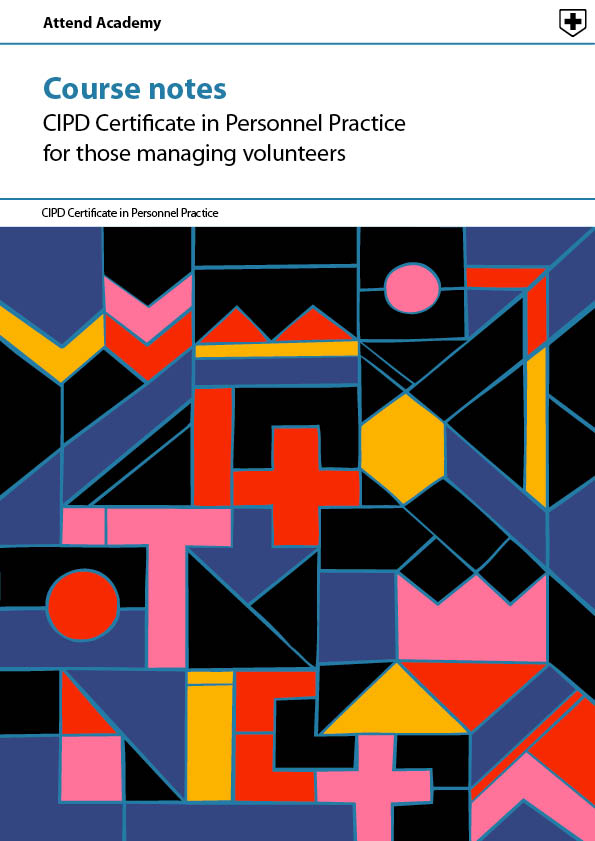 Attend Academy
Course notes
CIPD Certificate in Personnel Practice
for those managing volunteers
CIPD Certificate in Personnel Practice